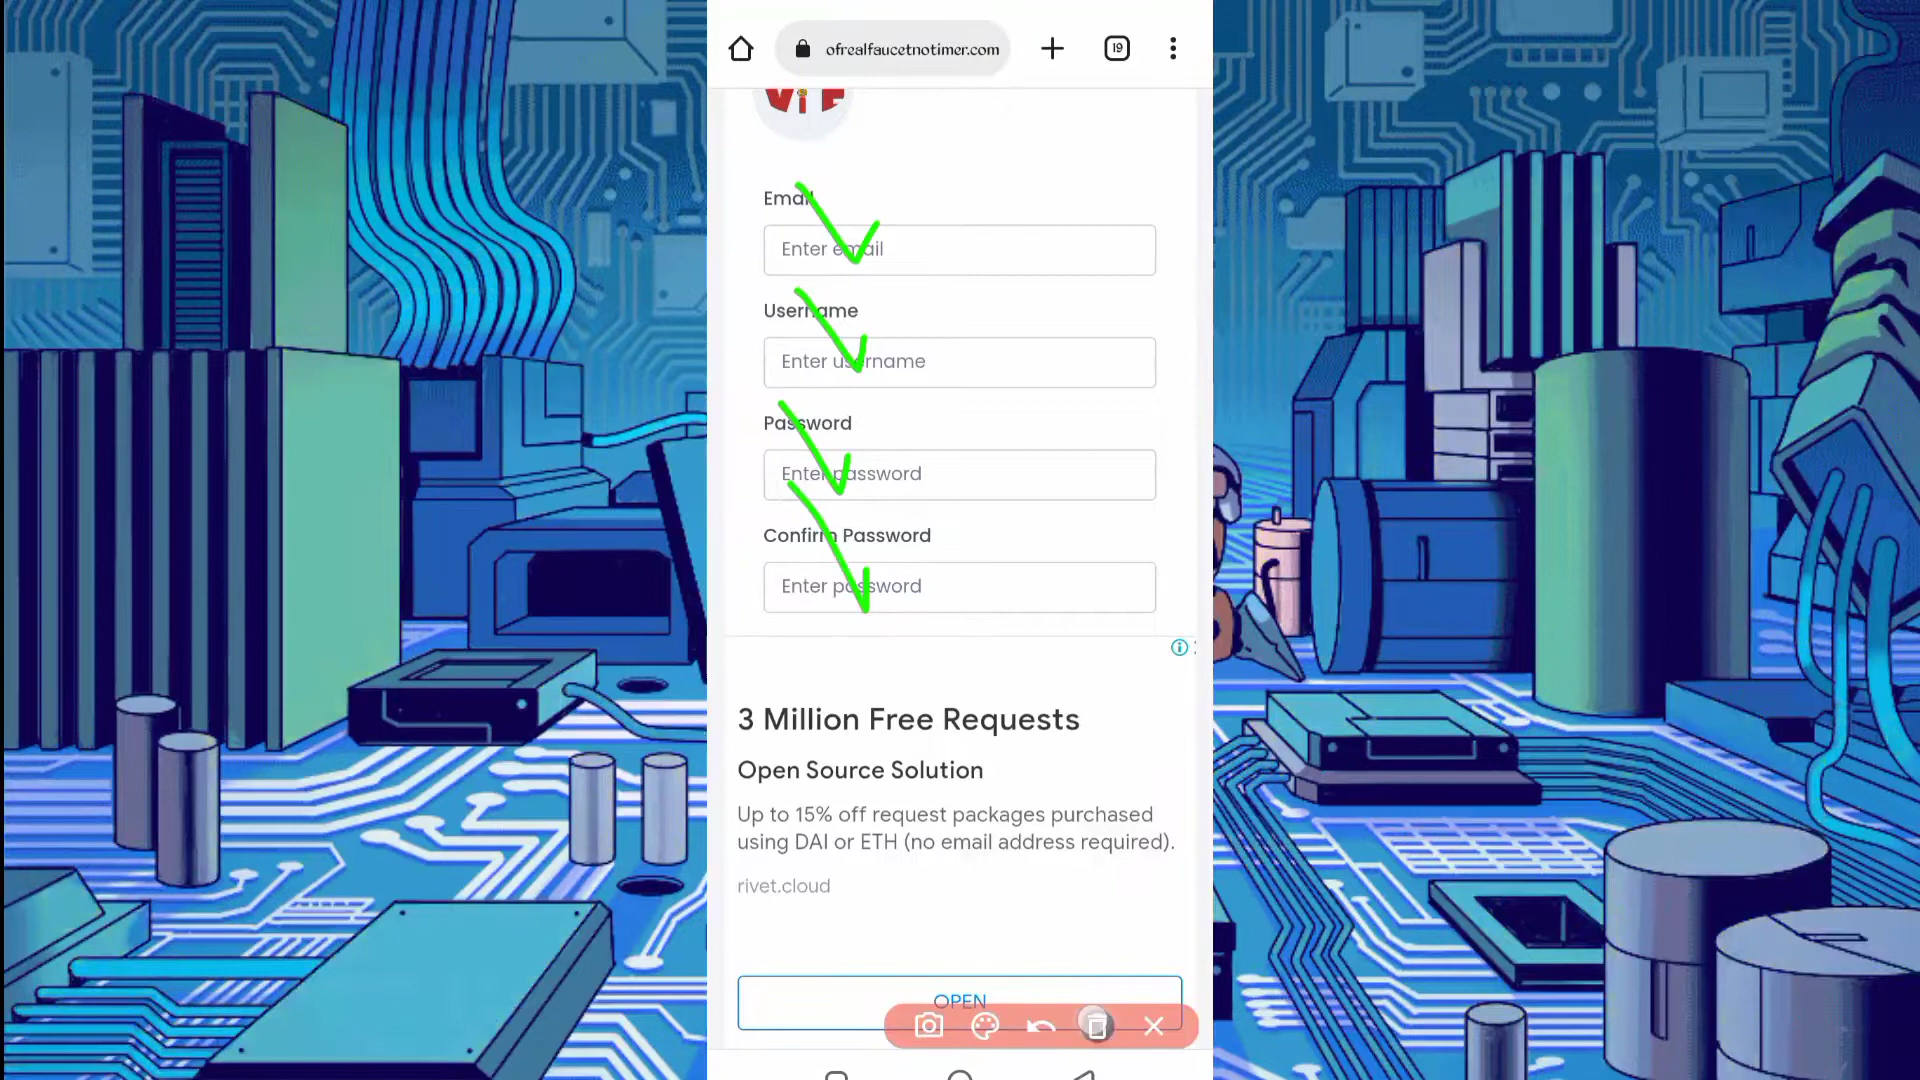 ofrealfaucetnotimer.com
19
Email
Enter email
Username
Enter username
Password
Enter password
Confirm Password
Enter password
3 Million Free Requests
Open Source Solution
Up to 15% off request packages purchased
using DAI or ETH (no email address required).
rivet.cloud
OPEN